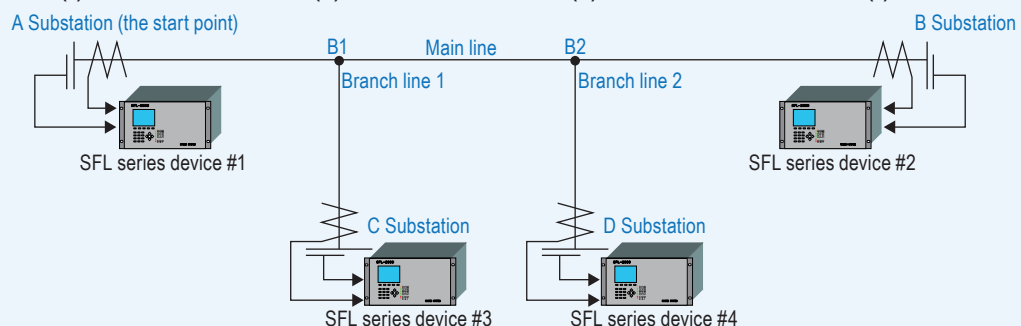 A Substation (the start point)
B Substation
B1
Main line
B2
Branch line 1
Branch line 2
SFL series device #1
SFL series device #2
C Substation
D Substation
SFL series device #3
SFL series device #4